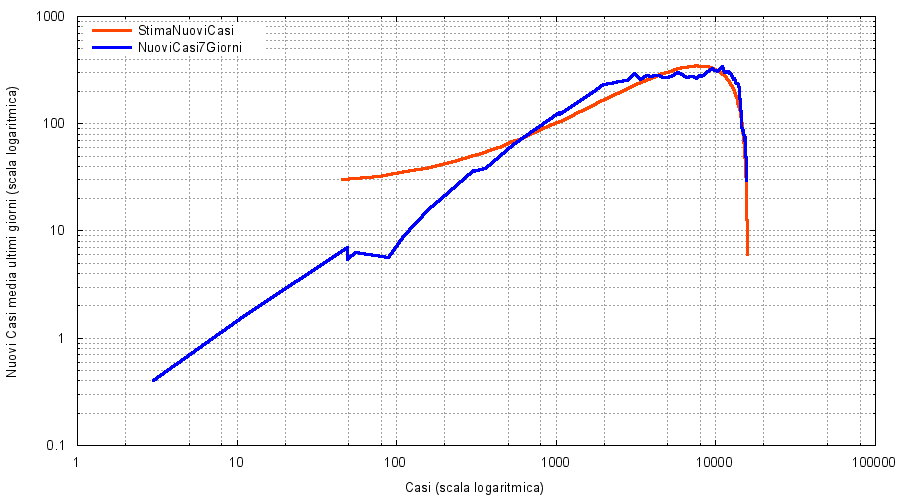 1000
StimaNuoviCasi
NuoviCasi7Giorni
100
10
1
0.1
Nuovi Casi media ultimi giorni (scala logaritmica)
1 10 100 1000 10000 100000
Casi (scala logaritmica)